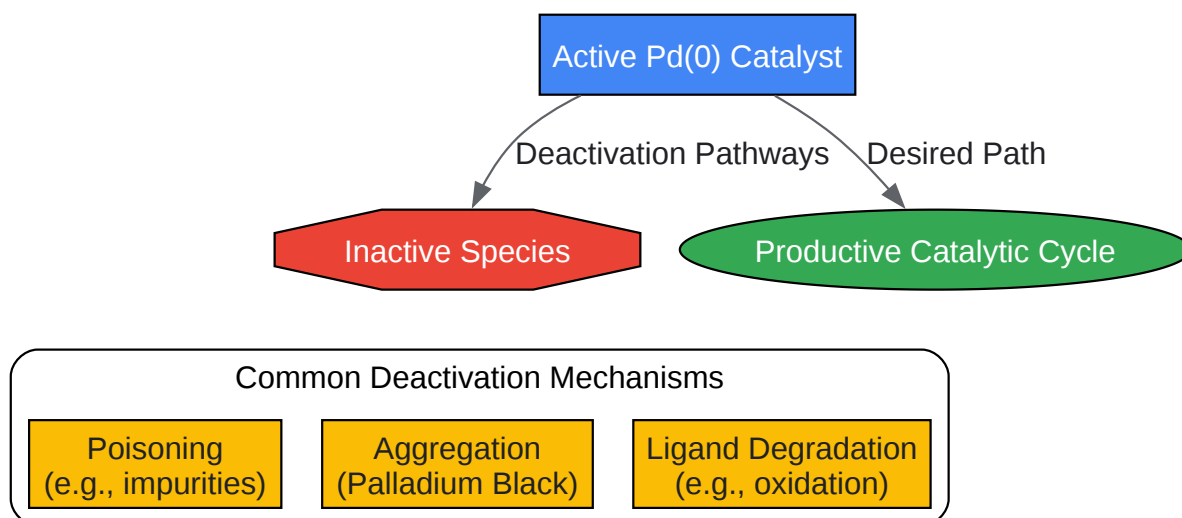 Active Pd(0) Catalyst
Deactivation Pathways
Desired Path
Inactive Species
Productive Catalytic Cycle
Common Deactivation Mechanisms
Poisoning
(e.g., impurities)
Aggregation
(Palladium Black)
Ligand Degradation
(e.g., oxidation)